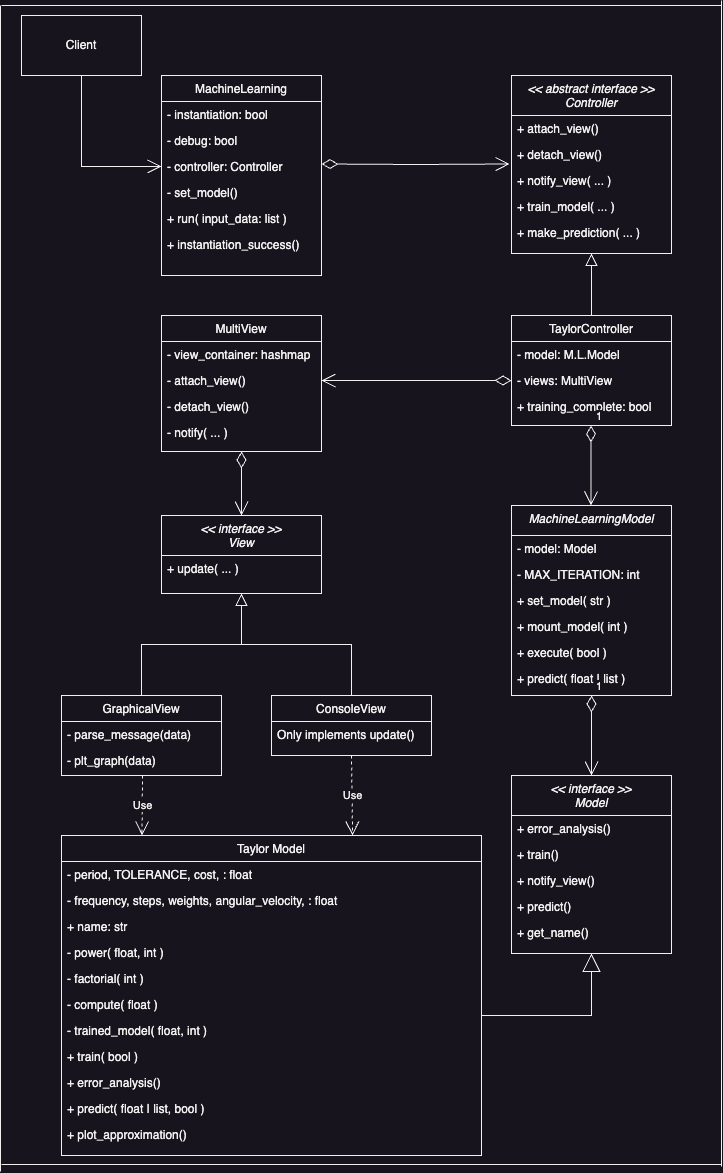 Client
MachineLearning
- instantiation: bool
- debug: bool
- controller: Controller
- set_model()
+ run( input_data: list )
+ instantiation_success()
<< abstract interface >>
Controller
+ attach_view()
+ detach_view()
+ notify_view( ... )
+ train_model( ... )
+ make_prediction( ... )
MultiView
- view_container: hashmap
- attach_view()
- detach_view()
- notify( ... )
TaylorController
- model: M.L.Model
- views: MultiView
+ training_complete: bool
1
<< interface >>
View
+ update( ... )
MachineLearningModel
- model: Model
- MAX_ITERATION: int
+ set_model( str )
+ mount_model( int )
+ execute( bool )
+ predict( float | list )
1
GraphicalView
- parse_message(data)
- plt_graph(data)
ConsoleView
Only implements update()
Use
Use
<< interface >>
Model
+ error_analysis()
+ train()
+ notify_view()
+ predict()
+ get_name()
Taylor Model
- period, TOLERANCE, cost, : float
- frequency, steps, weights, angular_velocity, : float
+ name: str
- power( float, int )
- factorial( int )
- compute( float )
- trained_model( float, int )
+ train( bool )
+ error_analysis()
+ predict( float | list, bool )
+ plot_approximation()